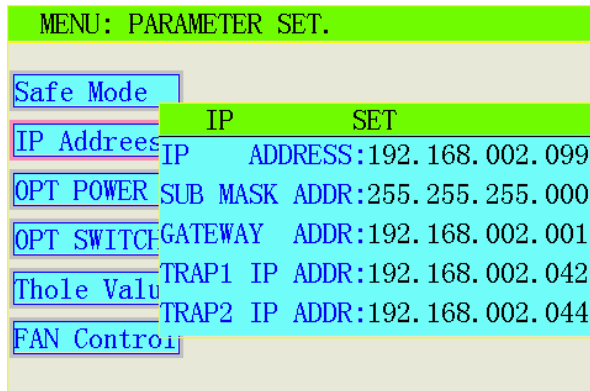 MENU: PARAMETER SET.
Safe Mode
IP Addrees
OPT POWER
OPT SWITCH
Thole Valu
FAN Control
IP SET
IP ADDRESS:192.168.002.099
SUB MASK ADDR:255.255.255.000
GATEWAY ADDR:192.168.002.001
TRAP1 IP ADDR:192.168.002.042
TRAP2 IP ADDR:192.168.002.044